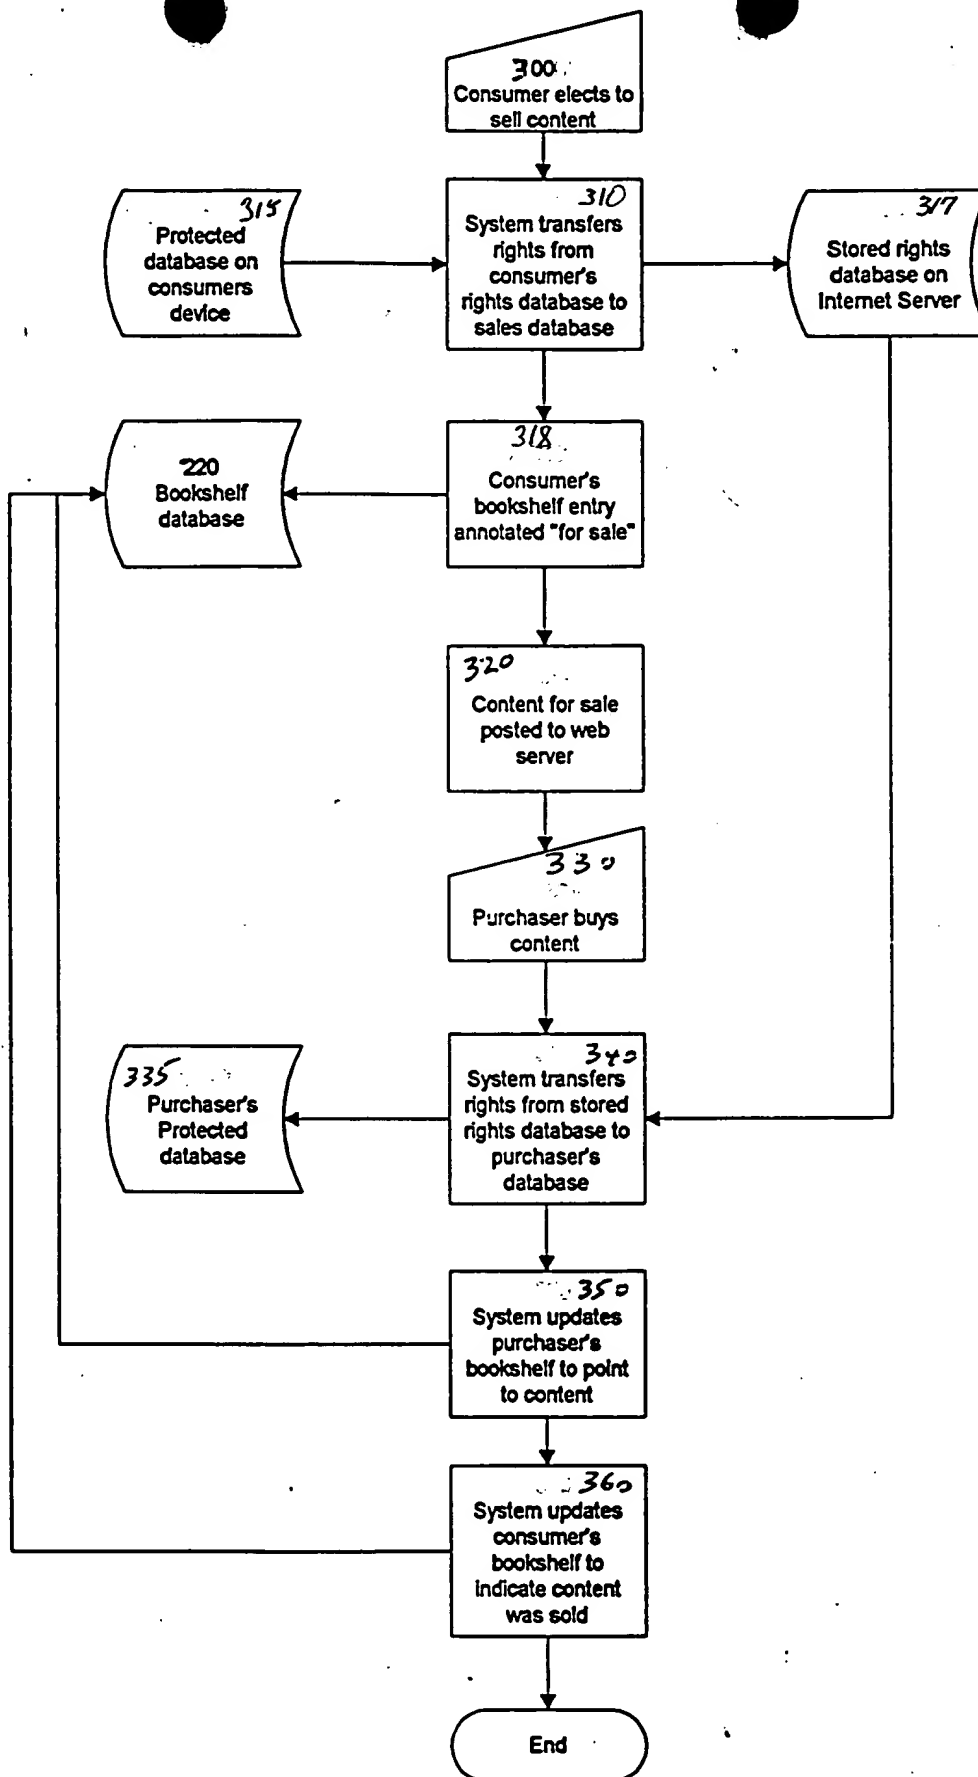 300
Consumer elects to
sell content
315
Protected
database on
consumers
device
310
System transfers
rights from
consumer's
rights database to
sales database
317
Stored rights
database on
Internet Server
220
Bookshelf
database
318
Consumer's
bookshelf entry
annotated "for sale"
320
Content for sale
posted to web
server
330
Purchaser buys
content
335
Purchaser's
Protected
database
340
System transfers
rights from stored
rights database to
purchaser's
database
350
System updates
purchaser's
bookshelf to point
to content
360
System updates
consumer's
bookshelf to
indicate content
was sold
End